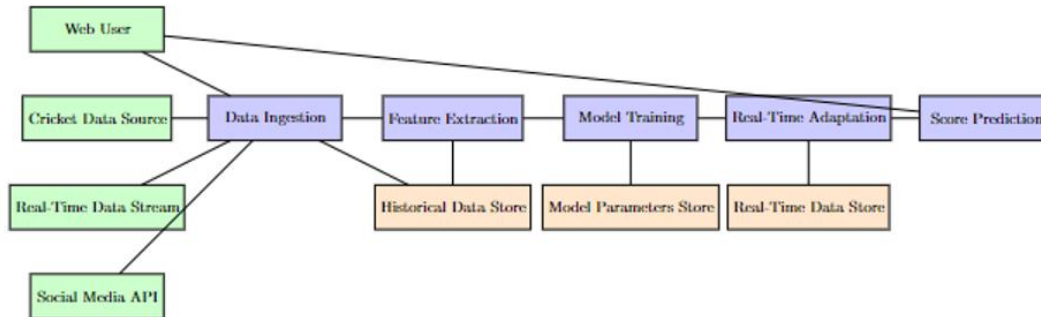 Web User
Cricket Data Source
Data Ingestion
Feature Extraction
Model Training
Real-Time Adaptation
Score Prediction
Real-Time Data Stream
Historical Data Store
Model Parameters Store
Real-Time Data Store
Social Media API